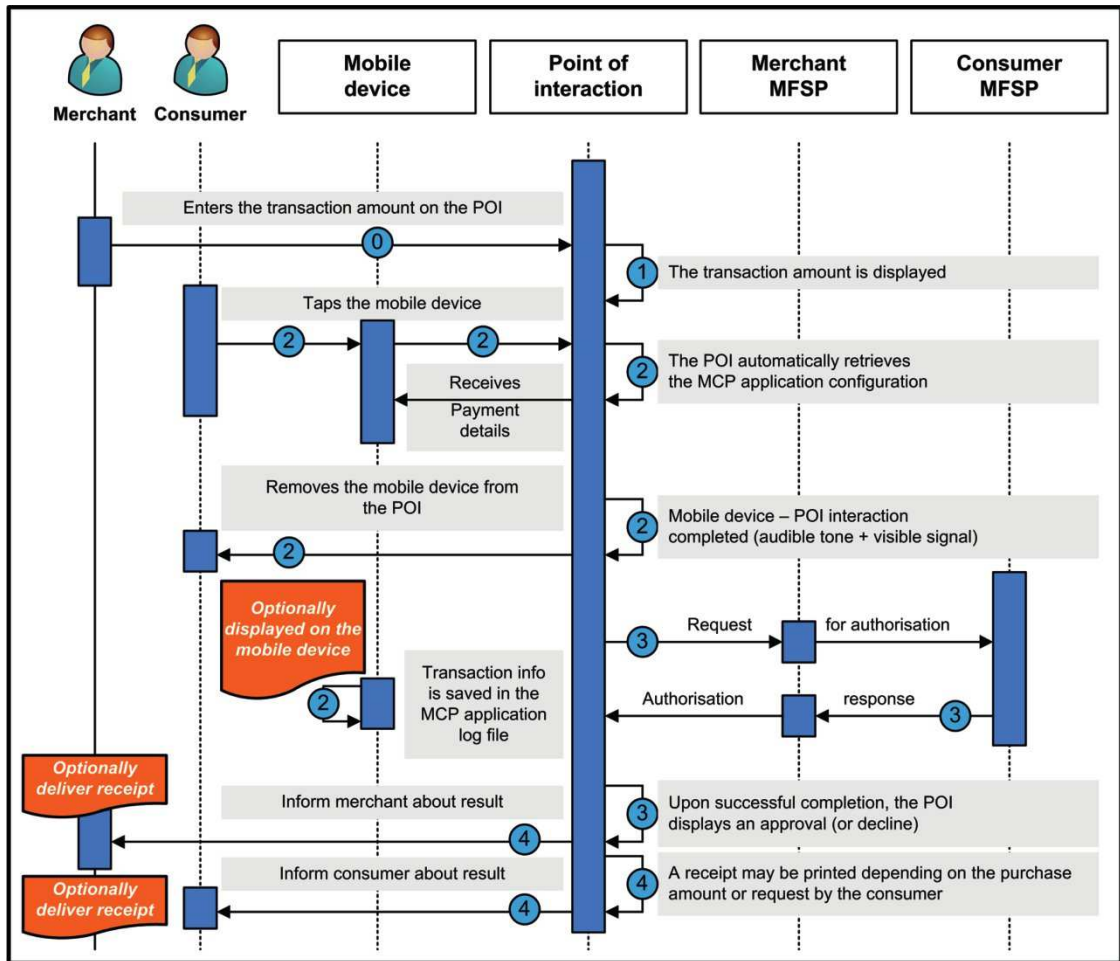 Merchant
Consumer
Mobile
device
Point of
interaction
Merchant
MFSP
Consumer
MFSP
Enters the transaction amount on the POI
0
1
The transaction amount is displayed
Taps the mobile device
2
2
2
The POI automatically retrieves
the MCP application configuration
Receives
Payment
details
Removes the mobile device from
the POI
2
2
Mobile device – POI interaction
completed (audible tone + visible signal)
Optionally
displayed on the
mobile device
2
Transaction info
is saved in the
MCP application
log file
3
Request
for authorisation
Authorisation
response
3
Optionally
deliver receipt
Inform merchant about result
4
3
Upon successful completion, the POI
displays an approval (or decline)
Optionally
deliver receipt
Inform consumer about result
4
4
A receipt may be printed depending on the purchase
amount or request by the consumer